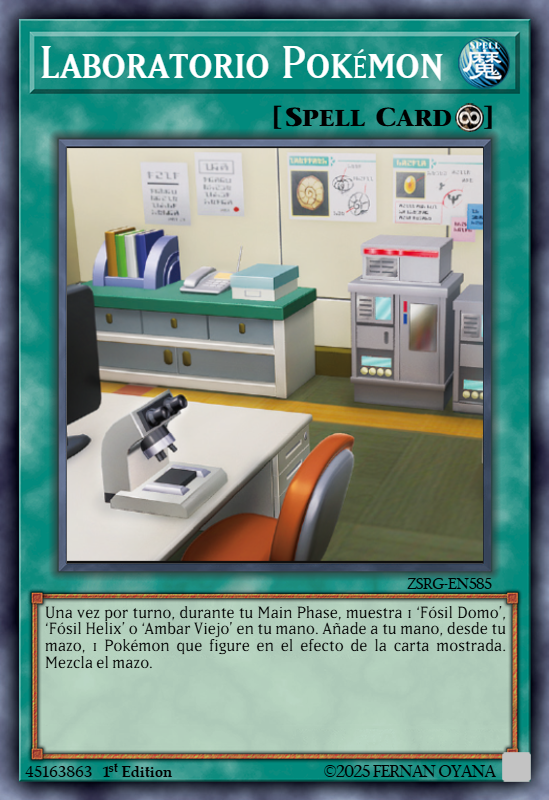 Laboratorio Pokémon
SPELL
魔
[Spell Card]
ZSRG-EN585
Una vez por turno, durante tu Main Phase, muestra 1 ‘Fósil Domo’,
‘Fósil Helix’ o ‘Ambar Viejo’ en tu mano. Añade a tu mano, desde tu
mazo, 1 Pokémon que figure en el efecto de la carta mostrada.
Mezcla el mazo.
45163863 1st Edition
©2025 FERNAN OYANA